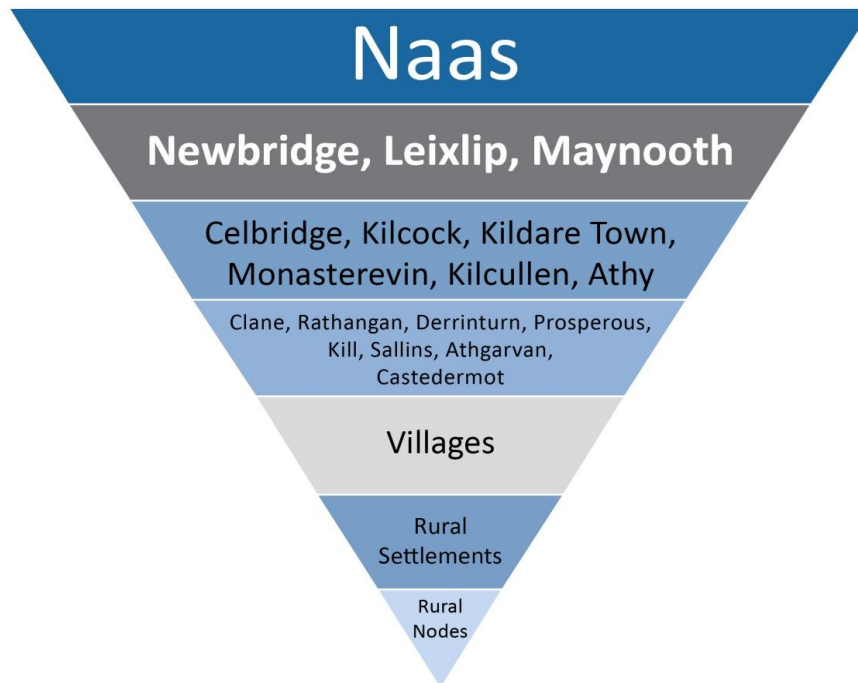 Naas
Newbridge, Leixlip, Maynooth
Celbridge, Kilcock, Kildare Town,
Monasterevin, Kilcullen, Athy
Clane, Rathangan, Derrinturn, Prosperous,
Kill, Sallins, Athgarvan,
Castedermot
Villages
Rural
Settlements
Rural
Nodes